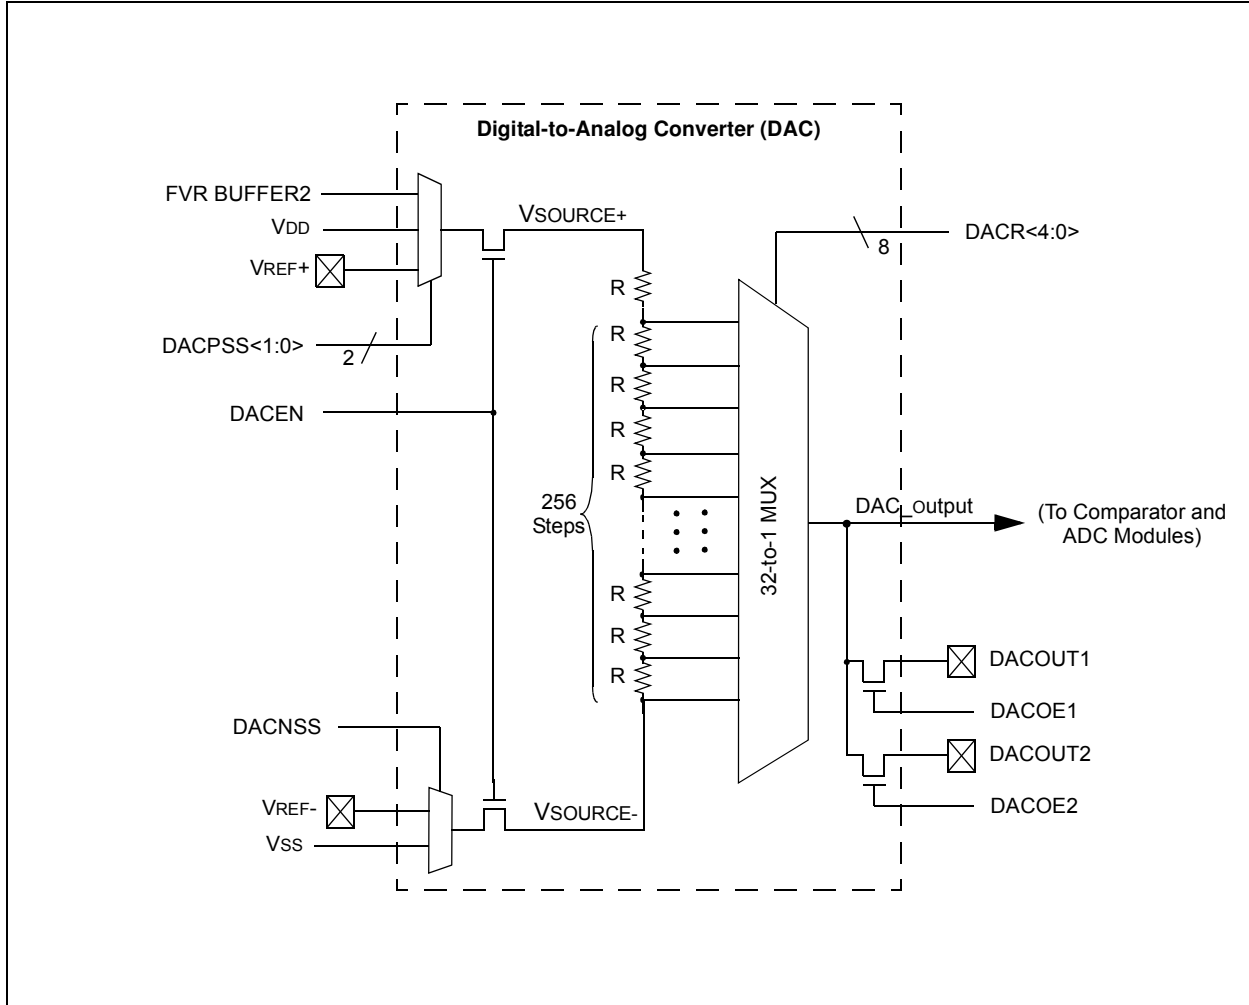 Digital-to-Analog Converter (DAC)
FVR BUFFER2
VDD
VREF+
DACPSS<1:0>
2
DACEN
VSOURCE+
8
DACR<4:0>
R
R
R
R
R
256
Steps
R
R
R
32-to-1 MUX
DAC_output
(To Comparator and
ADC Modules)
DACOUT1
DACOE1
DACOUT2
DACOE2
DACNSS
VREF-
VSS
VSOURCE-